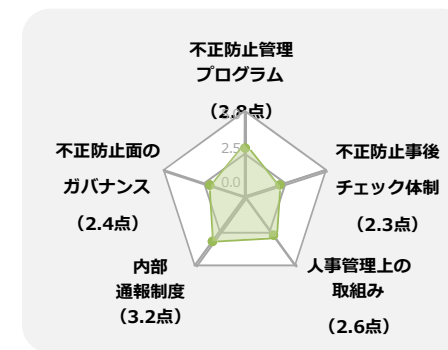 不正防止管理
プログラム
（2.8点）
2.5
0.0
不正防止事後
チェック体制
（2.3点）
人事管理上の
取組み
（2.6点）
内部
通報制度
（3.2点）
不正防止面の
ガバナンス
（2.4点）